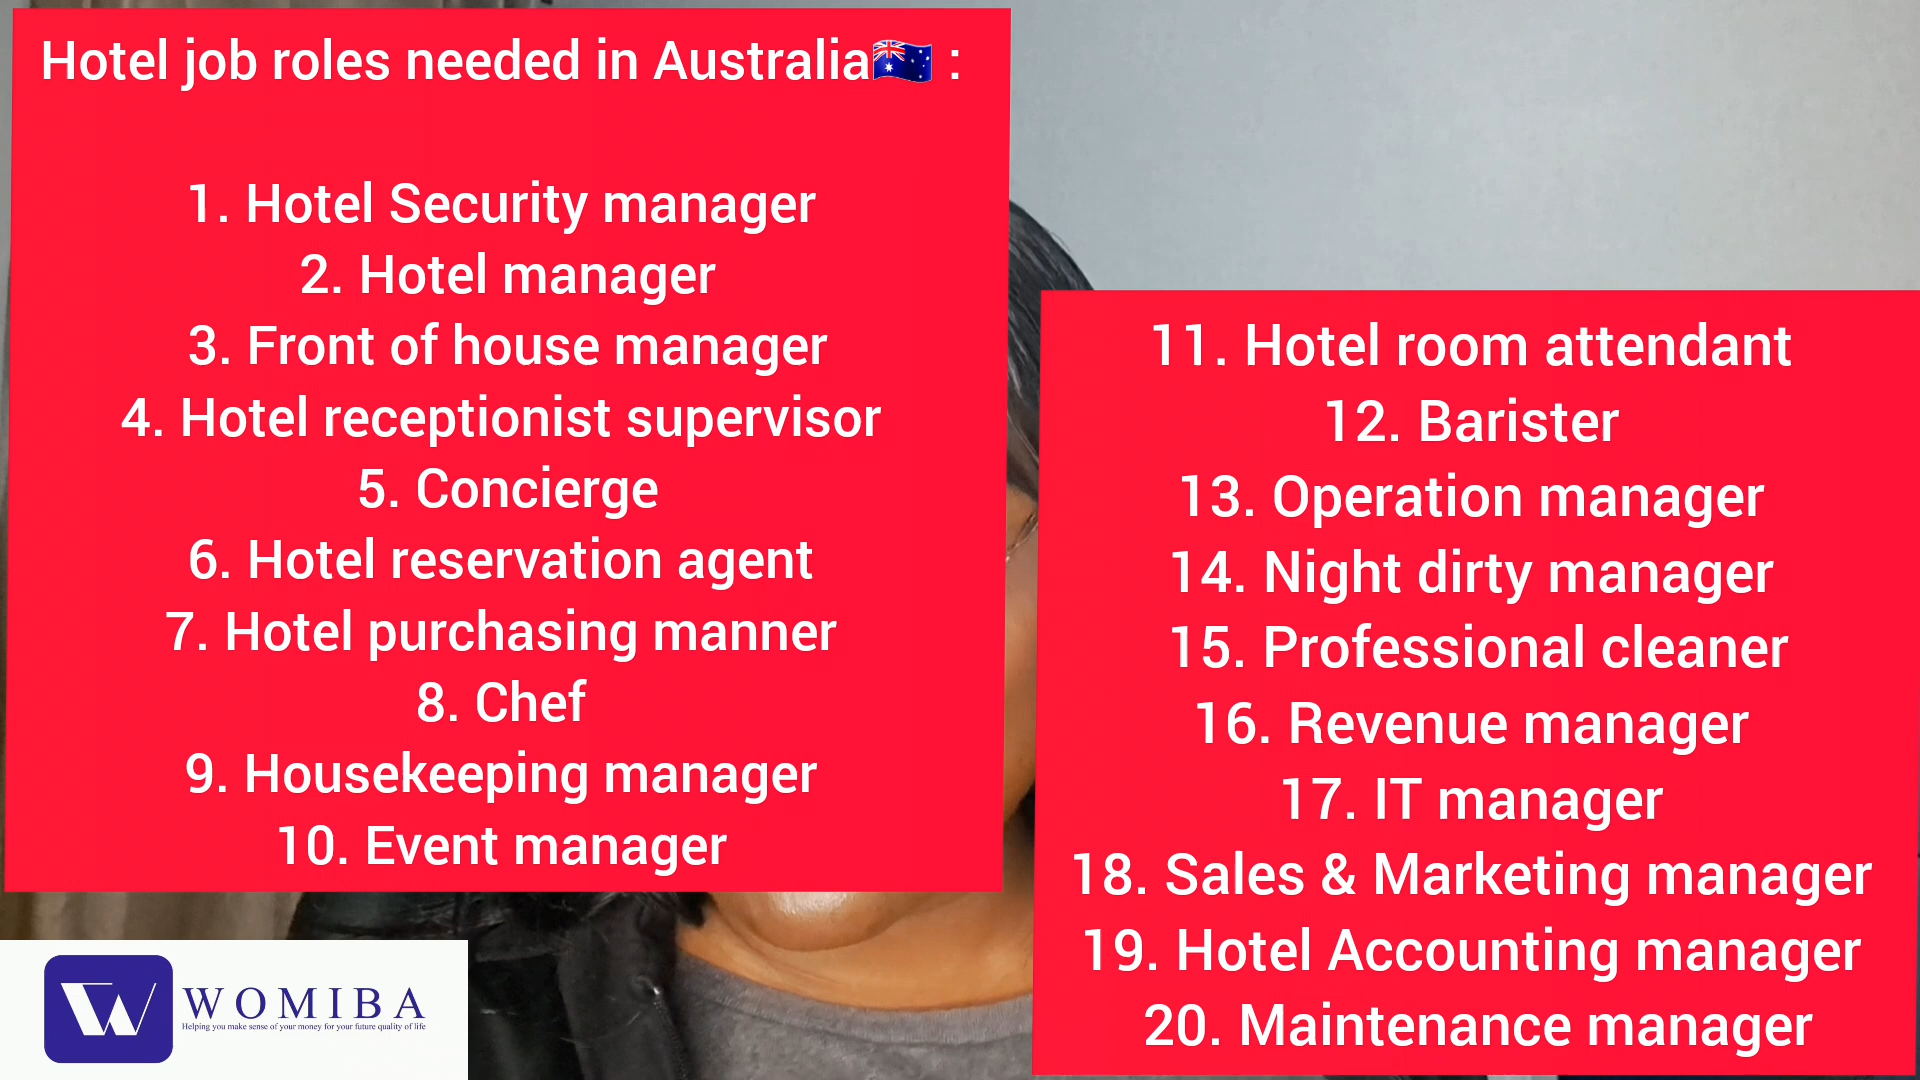 Hotel job roles needed in Australia🇦🇺 :
1. Hotel Security manager
2. Hotel manager
3. Front of house manager
4. Hotel receptionist supervisor
5. Concierge
6. Hotel reservation agent
7. Hotel purchasing manner
8. Chef
9. Housekeeping manager
10. Event manager
11. Hotel room attendant
12. Barister
13. Operation manager
14. Night dirty manager
15. Professional cleaner
16. Revenue manager
17. IT manager
18. Sales & Marketing manager
19. Hotel Accounting manager
20. Maintenance manager
W WOMIBA
Helping you make sense of your money for your future quality of life